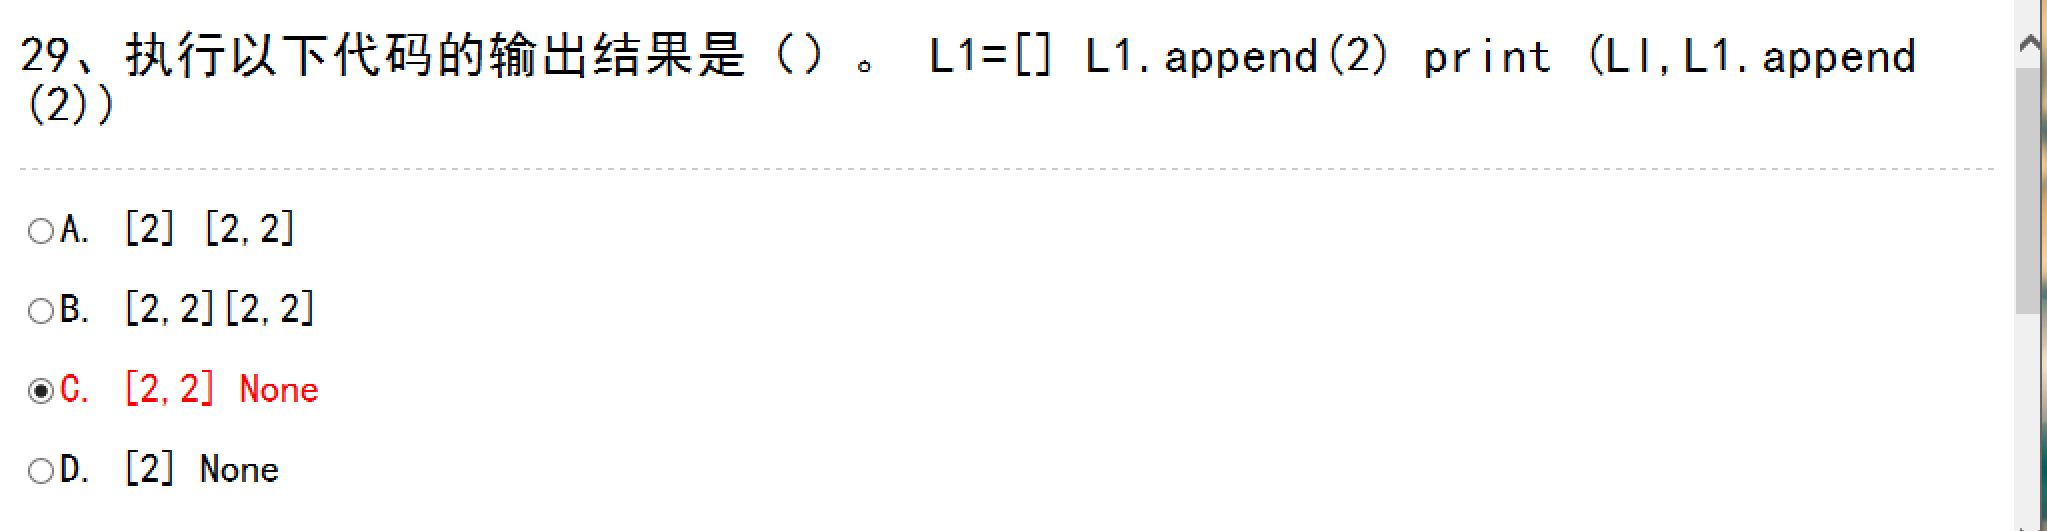 29、执行以下代码的输出结果是（）。 L1=[] L1.append(2) print (LI,L1.append
(2))
A. [2] [2,2]
B. [2,2][2,2]
C. [2,2] None
D. [2] None